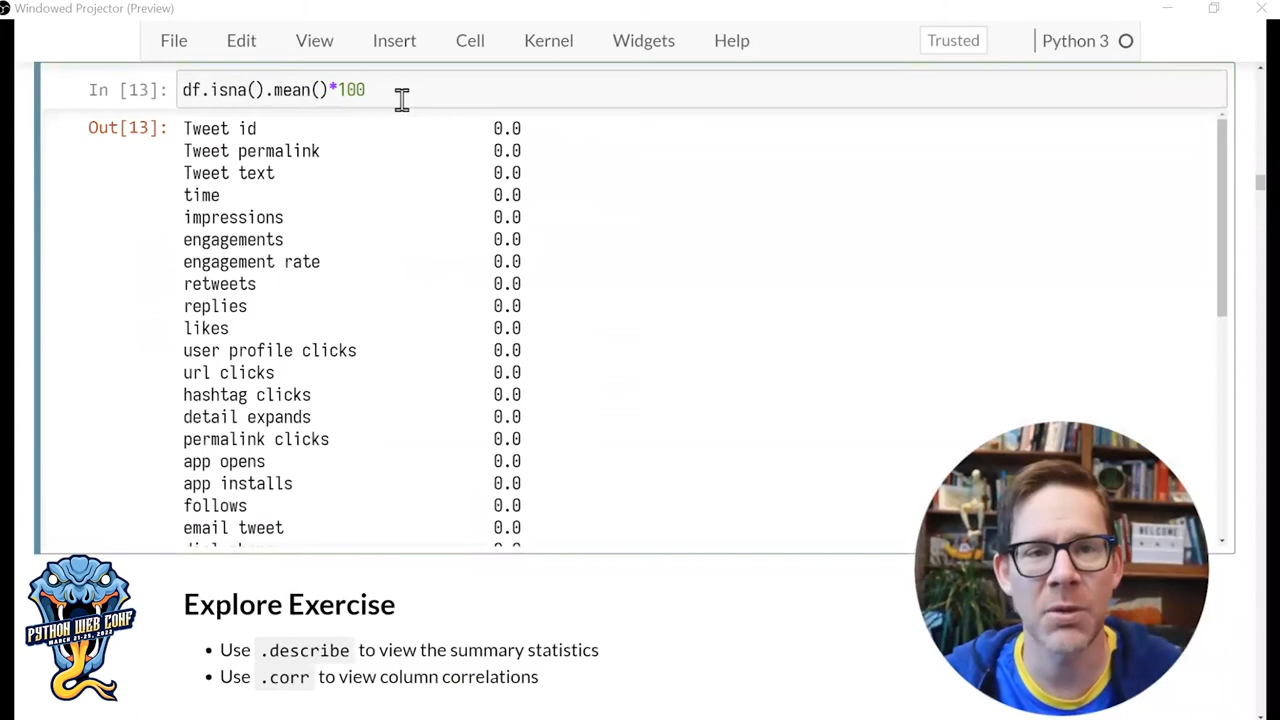 Windowed Projector (Preview)
File Edit View Insert Cell Kernel Widgets Help Trusted Python 3
In [13]: df.isna().mean()*100
Out[13]: Tweet id 0.0
Tweet permalink 0.0
Tweet text 0.0
time 0.0
impressions 0.0
engagements 0.0
engagement rate 0.0
retweets 0.0
replies 0.0
likes 0.0
user profile clicks 0.0
url clicks 0.0
hashtag clicks 0.0
detail expands 0.0
permalink clicks 0.0
app opens 0.0
app installs 0.0
follows 0.0
email tweet 0.0
Explore Exercise
• Use .describe to view the summary statistics
• Use .corr to view column correlations
PYTHON WEB CONF
MARCH 21-25, 2022
WELCOME